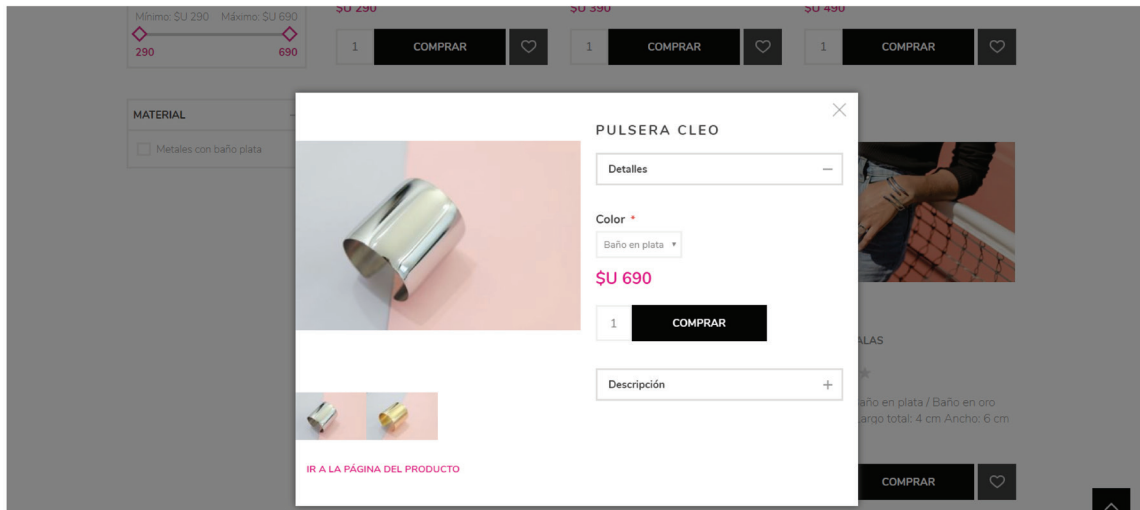 $U 290
$U 390
$U 490
Mínimo: $U 290 Máximo: $U 690
290 690
1 COMPRAR
1 COMPRAR
1 COMPRAR
MATERIAL
Metales con baño plata
PULSERA CLEO
Detalles
Color *
Baño en plata
$U 690
1 COMPRAR
Descripción
IR A LA PÁGINA DEL PRODUCTO
ALAS
año en plata / Baño en oro
argo total: 4 cm Ancho: 6 cm
COMPRAR